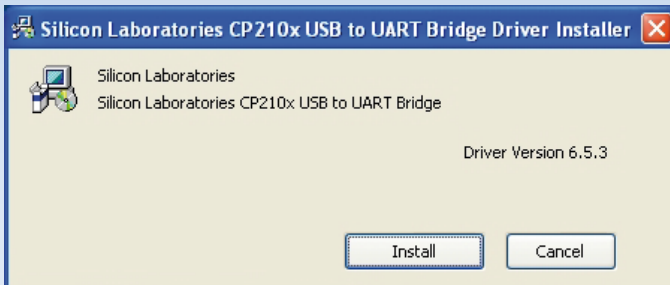 Silicon Laboratories CP210x USB to UART Bridge Driver Installer
Silicon Laboratories
Silicon Laboratories CP210x USB to UART Bridge
Driver Version 6.5.3
Install Cancel